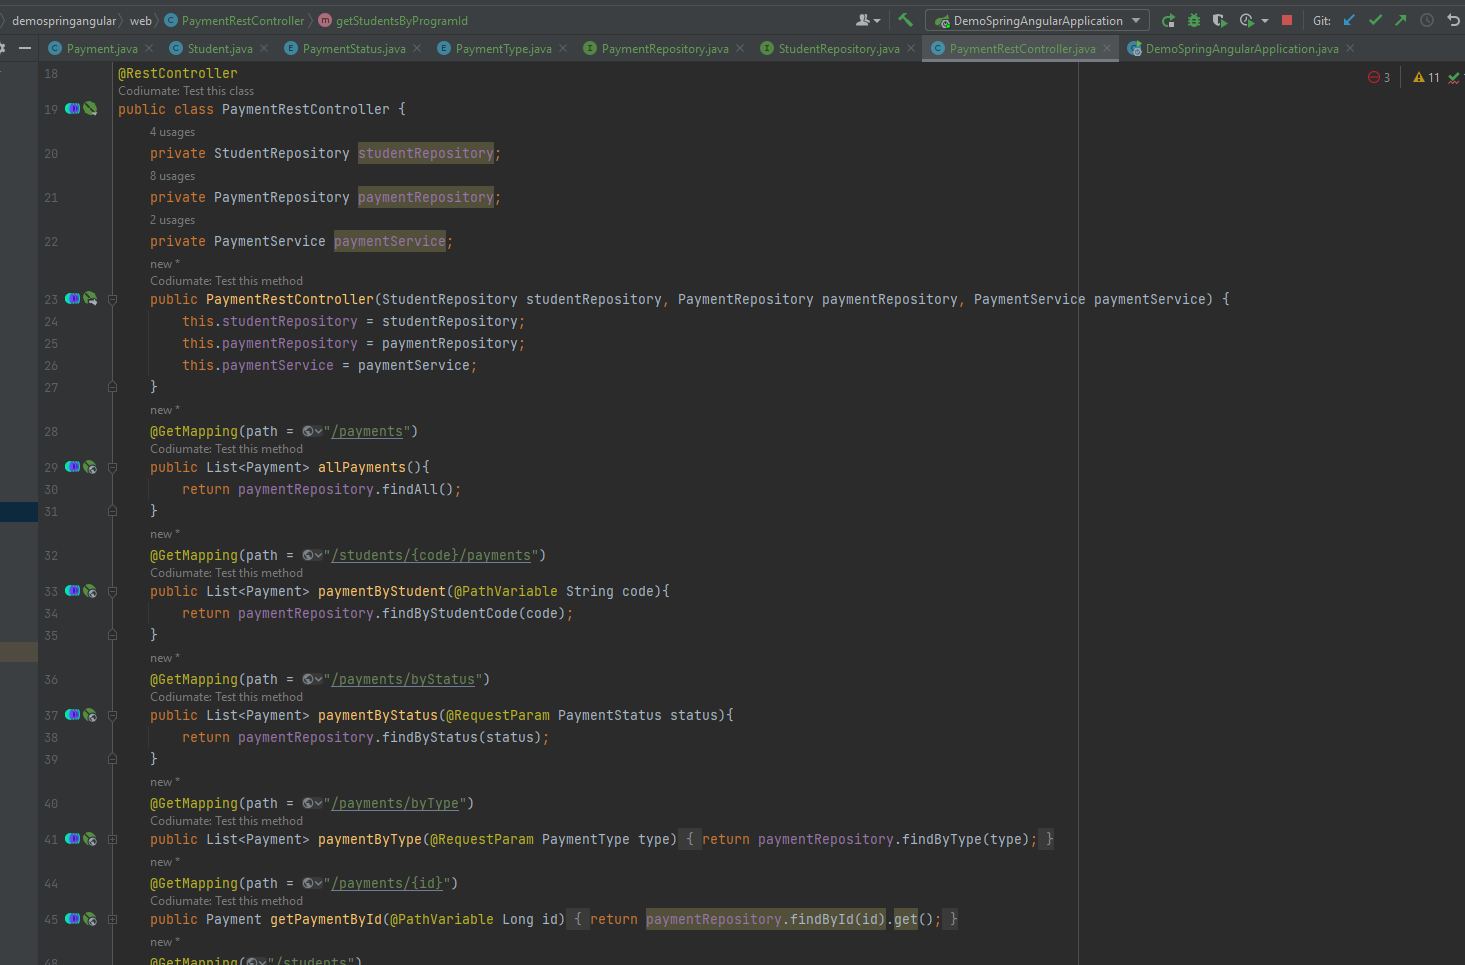 demospringangular web PaymentRestController getStudentsByProgramId DemoSpringAngularApplication Git:
Payment.java Student.java PaymentStatus.java PaymentType.java PaymentRepository.java StudentRepository.java PaymentRestController.java DemoSpringAngularApplication.java
3 11
18 @RestController
Codiumate: Test this class
19 public class PaymentRestController {
4 usages
20 private StudentRepository studentRepository;
8 usages
21 private PaymentRepository paymentRepository;
2 usages
22 private PaymentService paymentService;
new *
Codiumate: Test this method
23 public PaymentRestController(StudentRepository studentRepository, PaymentRepository paymentRepository, PaymentService paymentService) {
24 this.studentRepository = studentRepository;
25 this.paymentRepository = paymentRepository;
26 this.paymentService = paymentService;
27 }
new *
28 @GetMapping(path = "/payments")
Codiumate: Test this method
29 public List<Payment> allPayments(){
30 return paymentRepository.findAll();
31 }
new *
32 @GetMapping(path = "/students/{code}/payments")
Codiumate: Test this method
33 public List<Payment> paymentByStudent(@PathVariable String code){
34 return paymentRepository.findByStudentCode(code);
35 }
new *
36 @GetMapping(path = "/payments/byStatus")
Codiumate: Test this method
37 public List<Payment> paymentByStatus(@RequestParam PaymentStatus status){
38 return paymentRepository.findByStatus(status);
39 }
new *
40 @GetMapping(path = "/payments/byType")
Codiumate: Test this method
41 public List<Payment> paymentByType(@RequestParam PaymentType type) { return paymentRepository.findByType(type); }
new *
44 @GetMapping(path = "/payments/{id}")
Codiumate: Test this method
45 public Payment getPaymentById(@PathVariable Long id) { return paymentRepository.findById(id).get(); }
new *
48 @GetMapping(path = "/students")